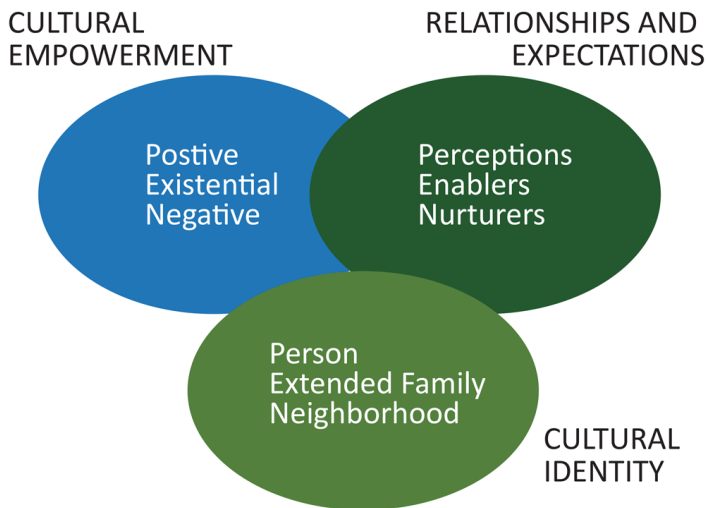 CULTURAL
EMPOWERMENT
RELATIONSHIPS AND
EXPECTATIONS
Postive
Existential
Negative
Perceptions
Enablers
Nurturers
Person
Extended Family
Neighborhood
CULTURAL
IDENTITY